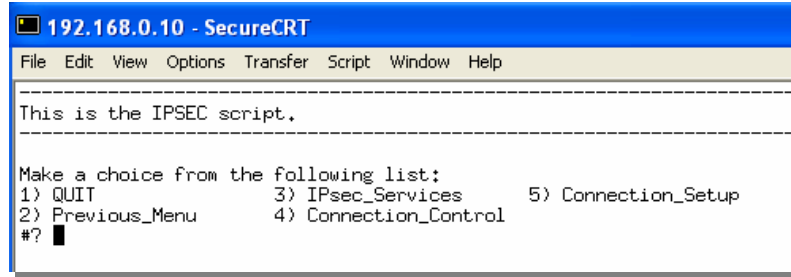 192.168.0.10 - SecureCRT
File Edit View Options Transfer Script Window Help
--------------------------------------------------------------------------------
This is the IPSEC script.
--------------------------------------------------------------------------------
Make a choice from the following list:
1) QUIT 3) IPsec_Services 5) Connection_Setup
2) Previous_Menu 4) Connection_Control
#?